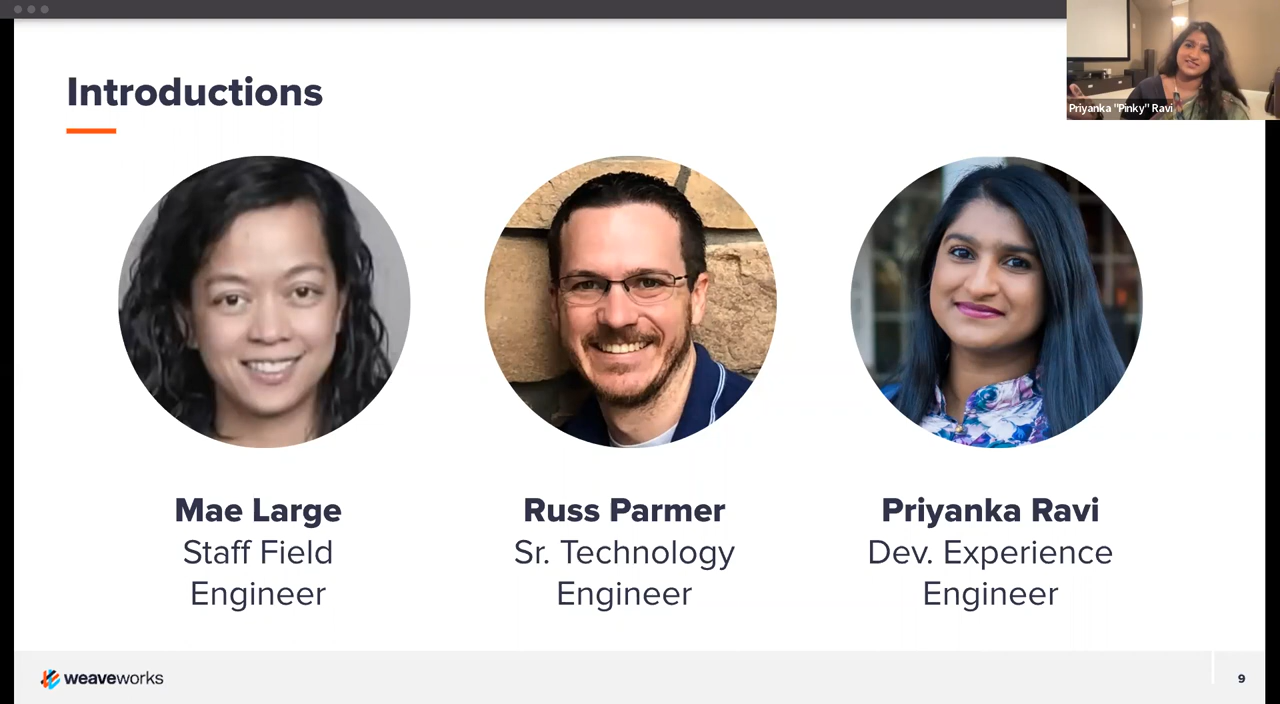 Introductions
Priyanka "Pinky" Ravi
Mae Large
Staff Field
Engineer
Russ Parmer
Sr. Technology
Engineer
Priyanka Ravi
Dev. Experience
Engineer
weaveworks
9